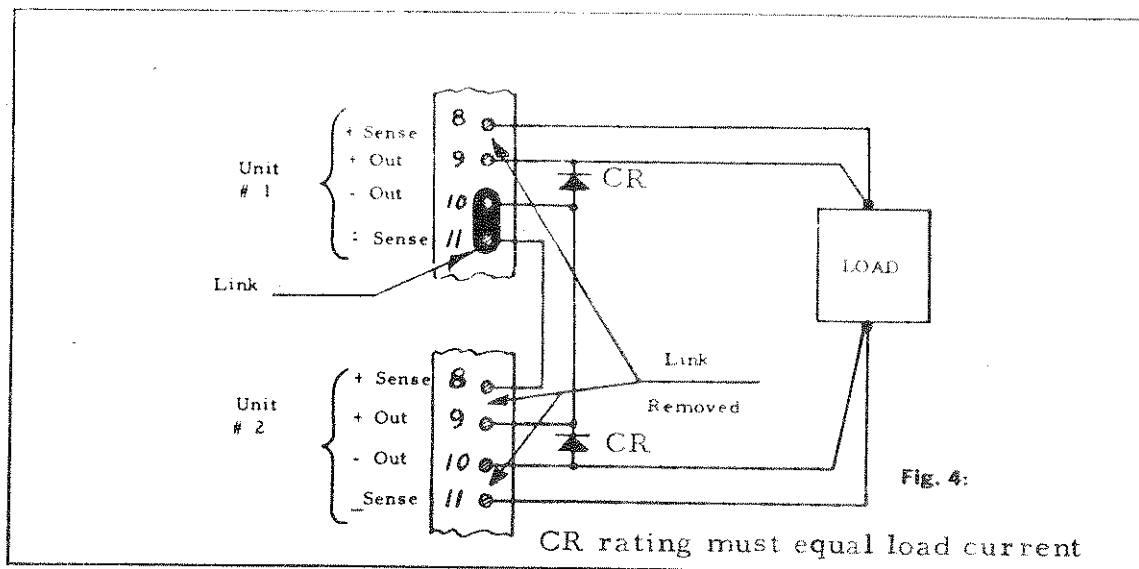 Unit
# 1
+ Sense
+ Out
- Out
- Sense
8
9
10
11
CR
Link
LOAD
Unit
# 2
+ Sense
+ Out
- Out
_Sense
8
9
10
11
Link
Removed
CR
Fig. 4:
CR rating must equal load current